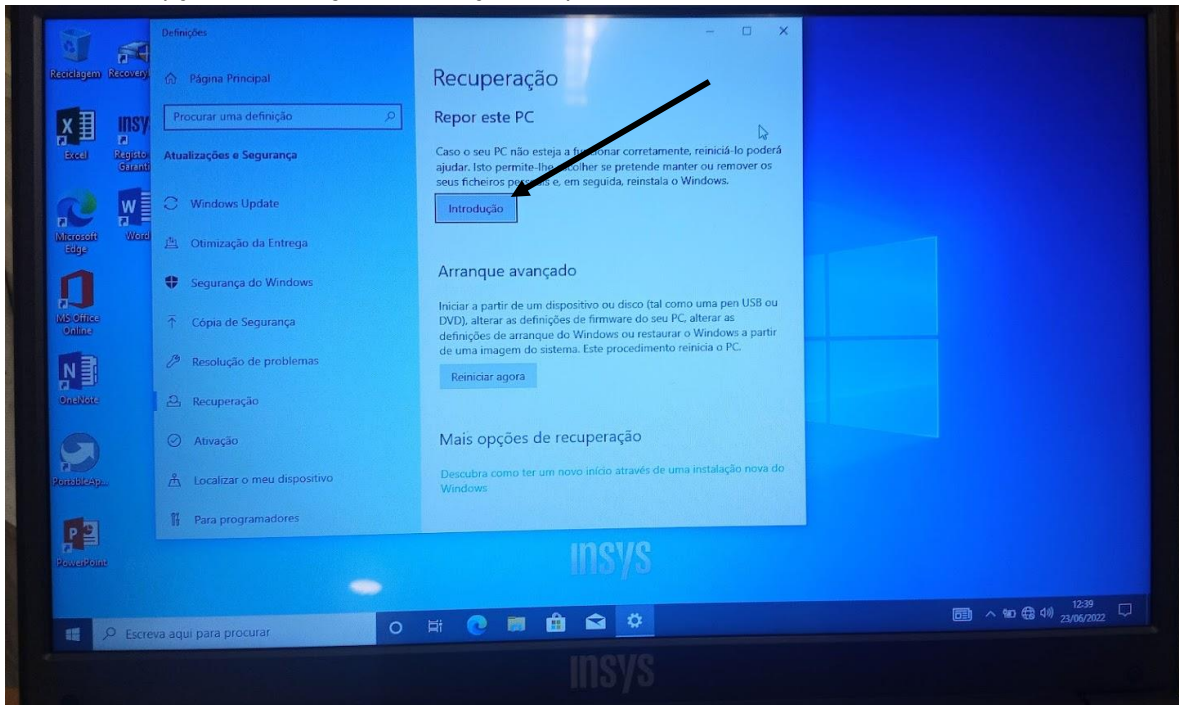 Definições
Reciclagem
Página Principal
Procurar uma definição
Excel
Atualizações e Segurança
Windows Update
Microsoft
Edge
Word
Otimização da Entrega
Segurança do Windows
MS Office
Online
Cópia de Segurança
Resolução de problemas
OneNote
Recuperação
Ativação
PortableAp...
Localizar o meu dispositivo
Para programadores
PowerPoint
Recuperação
Repor este PC
Caso o seu PC não esteja a funcionar corretamente, reiniciá-lo poderá
ajudar. Isto permite-lhe escolher se pretende manter ou remover os
seus ficheiros pessoais e, em seguida, reinstala o Windows.
Introdução
Arranque avançado
Iniciar a partir de um dispositivo ou disco (tal como uma pen USB ou
DVD), alterar as definições de firmware do seu PC, alterar as
definições de arranque do Windows ou restaurar o Windows a partir
de uma imagem do sistema. Este procedimento reinicia o PC.
Reiniciar agora
Mais opções de recuperação
Descubra como ter um novo início através de uma instalação nova do
Windows
insys
Escreva aqui para procurar
12:39
23/06/2022
insys